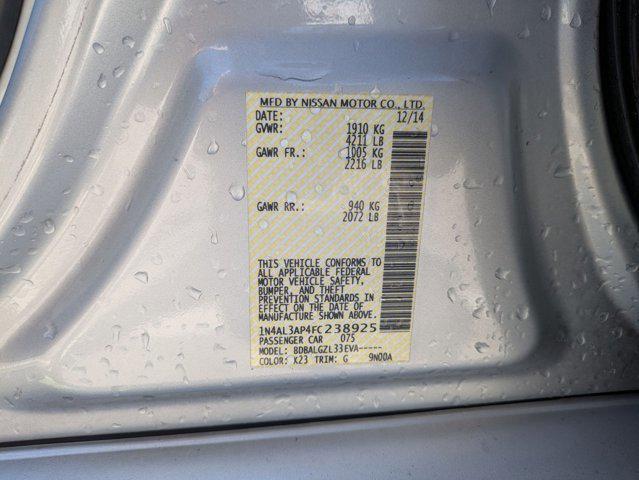 MFD BY NISSAN MOTOR CO., LTD.
DATE: 12/14
GVWR: 1910 KG
4211 LB
GAWR FR.: 1005 KG
2216 LB
GAWR RR.: 940 KG
2072 LB
THIS VEHICLE CONFORMS TO
ALL APPLICABLE FEDERAL
MOTOR VEHICLE SAFETY,
BUMPER, AND THEFT
PREVENTION STANDARDS IN
EFFECT ON THE DATE OF
MANUFACTURE SHOWN ABOVE.
1N4AL3AP4FC238925
PASSENGER CAR 075
MODEL: BDBALGZL33EVA-----
COLOR: K23 TRIM: G 9N00A